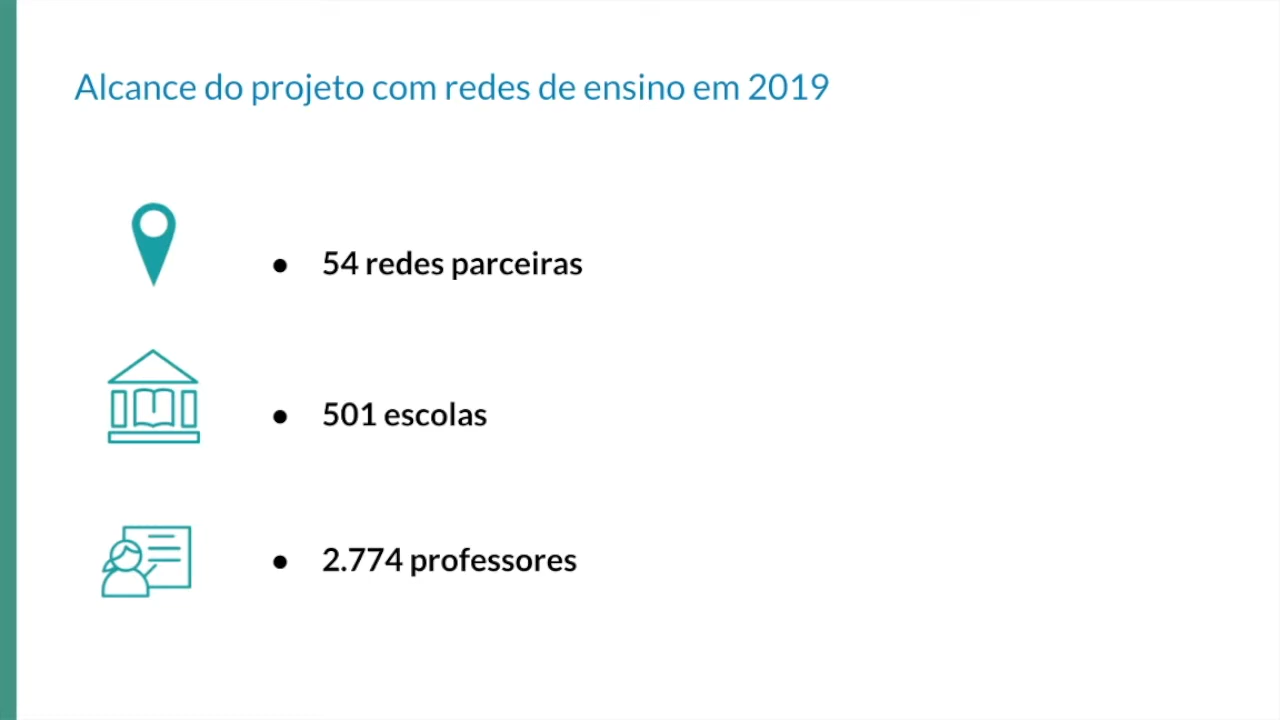 Alcance do projeto com redes de ensino em 2019
● 54 redes parceiras
● 501 escolas
● 2.774 professores